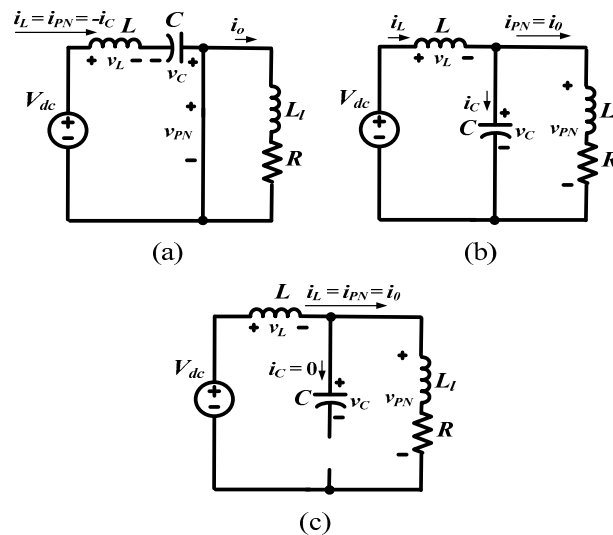 i_L = i_PN = -i_C
L
C
i_o
+ v_L -
- v_C +
V_dc
+
-
+
v_PN
-
L_l
R
(a)
i_L
L
i_PN = i_0
+ v_L -
V_dc
+
-
i_C
C
+
v_C
-
+
v_PN
-
L
R
(b)
L
i_L = i_PN = i_0
+ v_L -
V_dc
+
-
i_C = 0
C
+
v_C
-
+
v_PN
-
L_l
R
(c)